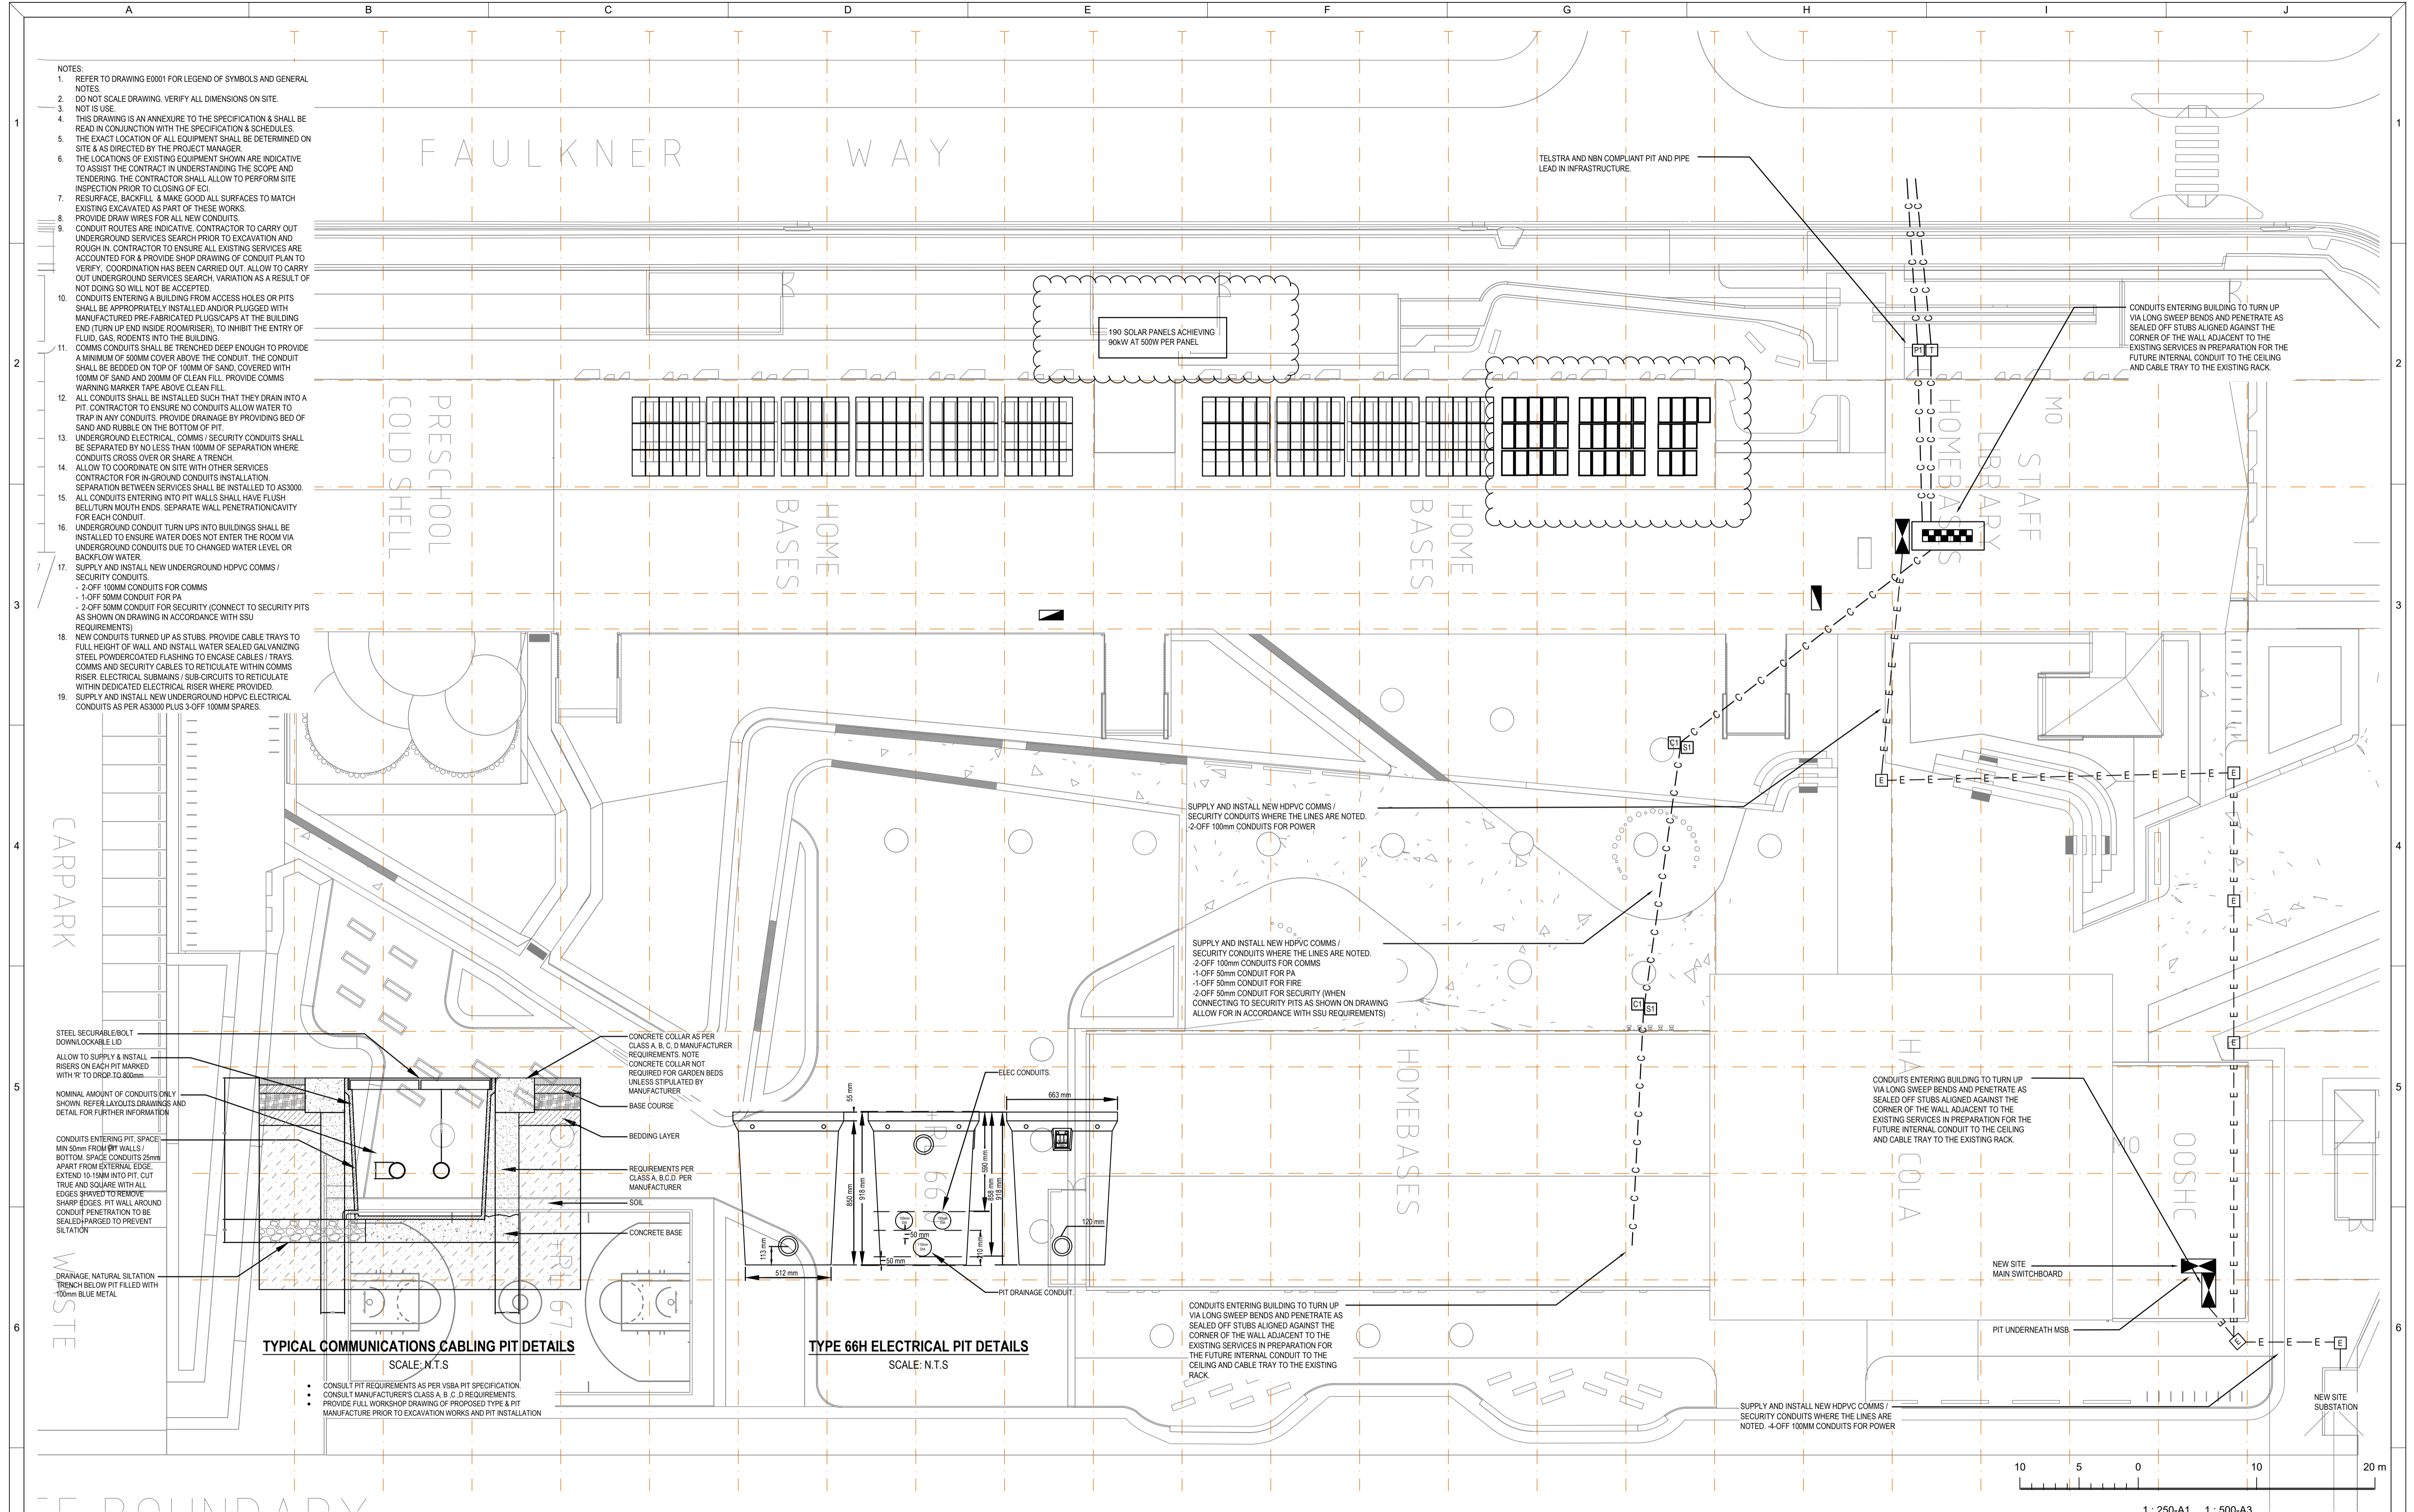 A B C D E F G H I J
NOTES:
1. REFER TO DRAWING E0001 FOR LEGEND OF SYMBOLS AND GENERAL
NOTES.
2. DO NOT SCALE DRAWING. VERIFY ALL DIMENSIONS ON SITE.
3. NOT IS USE.
4. THIS DRAWING IS AN ANNEXURE TO THE SPECIFICATION & SHALL BE
READ IN CONJUNCTION WITH THE SPECIFICATION & SCHEDULES.
5. THE EXACT LOCATION OF ALL EQUIPMENT SHALL BE DETERMINED ON
SITE & AS DIRECTED BY THE PROJECT MANAGER.
6. THE LOCATIONS OF EXISTING EQUIPMENT SHOWN ARE INDICATIVE
TO ASSIST THE CONTRACT IN UNDERSTANDING THE SCOPE AND
TENDERING. THE CONTRACTOR SHALL ALLOW TO PERFORM SITE
INSPECTION PRIOR TO CLOSING OF ECI.
7. RESURFACE, BACKFILL & MAKE GOOD ALL SURFACES TO MATCH
EXISTING EXCAVATED AS PART OF THESE WORKS.
8. PROVIDE DRAW WIRES FOR ALL NEW CONDUITS.
9. CONDUIT ROUTES ARE INDICATIVE. CONTRACTOR TO CARRY OUT
UNDERGROUND SERVICES SEARCH PRIOR TO EXCAVATION AND
ROUGH IN. CONTRACTOR TO ENSURE ALL EXISTING SERVICES ARE
ACCOUNTED FOR & PROVIDE SHOP DRAWING OF CONDUIT PLAN TO
VERIFY, COORDINATION HAS BEEN CARRIED OUT. ALLOW TO CARRY
OUT UNDERGROUND SERVICES SEARCH, VARIATION AS A RESULT OF
NOT DOING SO WILL NOT BE ACCEPTED.
10. CONDUITS ENTERING A BUILDING FROM ACCESS HOLES OR PITS
SHALL BE APPROPRIATELY INSTALLED AND/OR PLUGGED WITH
MANUFACTURED PRE-FABRICATED PLUGS/CAPS AT THE BUILDING
END (TURN UP END INSIDE ROOM/RISER), TO INHIBIT THE ENTRY OF
FLUID, GAS, RODENTS INTO THE BUILDING.
11. COMMS CONDUITS SHALL BE TRENCHED DEEP ENOUGH TO PROVIDE
A MINIMUM OF 500MM COVER ABOVE THE CONDUIT. THE CONDUIT
SHALL BE BEDDED ON TOP OF 100MM OF SAND, COVERED WITH
100MM OF SAND AND 200MM OF CLEAN FILL. PROVIDE COMMS
WARNING MARKER TAPE ABOVE CLEAN FILL.
12. ALL CONDUITS SHALL BE INSTALLED SUCH THAT THEY DRAIN INTO A
PIT. CONTRACTOR TO ENSURE NO CONDUITS ALLOW WATER TO
TRAP IN ANY CONDUITS. PROVIDE DRAINAGE BY PROVIDING BED OF
SAND AND RUBBLE ON THE BOTTOM OF PIT.
13. UNDERGROUND ELECTRICAL, COMMS / SECURITY CONDUITS SHALL
BE SEPARATED BY NO LESS THAN 100MM OF SEPARATION WHERE
CONDUITS CROSS OVER OR SHARE A TRENCH.
14. ALLOW TO COORDINATE ON SITE WITH OTHER SERVICES
CONTRACTOR FOR IN-GROUND CONDUITS INSTALLATION.
SEPARATION BETWEEN SERVICES SHALL BE INSTALLED TO AS3000.
15. ALL CONDUITS ENTERING INTO PIT WALLS SHALL HAVE FLUSH
BELL/TURN MOUTH ENDS. SEPARATE WALL PENETRATION/CAVITY
FOR EACH CONDUIT.
16. UNDERGROUND CONDUIT TURN UPS INTO BUILDINGS SHALL BE
INSTALLED TO ENSURE WATER DOES NOT ENTER THE ROOM VIA
UNDERGROUND CONDUITS DUE TO CHANGED WATER LEVEL OR
BACKFLOW WATER.
17. SUPPLY AND INSTALL NEW UNDERGROUND HDPVC COMMS /
SECURITY CONDUITS.
- 2-OFF 100MM CONDUITS FOR COMMS
- 1-OFF 50MM CONDUIT FOR PA
- 2-OFF 50MM CONDUIT FOR SECURITY (CONNECT TO SECURITY PITS
AS SHOWN ON DRAWING IN ACCORDANCE WITH SSU
REQUIREMENTS)
18. NEW CONDUITS TURNED UP AS STUBS. PROVIDE CABLE TRAYS TO
FULL HEIGHT OF WALL AND INSTALL WATER SEALED GALVANIZING
STEEL POWDERCOATED FLASHING TO ENCASE CABLES / TRAYS.
COMMS AND SECURITY CABLES TO RETICULATE WITHIN COMMS
RISER. ELECTRICAL SUBMAINS / SUB-CIRCUITS TO RETICULATE
WITHIN DEDICATED ELECTRICAL RISER WHERE PROVIDED.
19. SUPPLY AND INSTALL NEW UNDERGROUND HDPVC ELECTRICAL
CONDUITS AS PER AS3000 PLUS 3-OFF 100MM SPARES.
1 1
FAULKNER WAY
TELSTRA AND NBN COMPLIANT PIT AND PIPE
LEAD IN INFRASTRUCTURE.
190 SOLAR PANELS ACHIEVING
90kW AT 500W PER PANEL
P1 T
CONDUITS ENTERING BUILDING TO TURN UP
VIA LONG SWEEP BENDS AND PENETRATE AS
SEALED OFF STUBS ALIGNED AGAINST THE
CORNER OF THE WALL ADJACENT TO THE
EXISTING SERVICES IN PREPARATION FOR THE
FUTURE INTERNAL CONDUIT TO THE CEILING
AND CABLE TRAY TO THE EXISTING RACK.
2 2
PRESCHOOL
COLD SHELL
HOME
BASES
HOME
BASES
MO
STAFF
LIBRARY
HOMEBASES
3 3
C1 S1
E E
SUPPLY AND INSTALL NEW HDPVC COMMS /
SECURITY CONDUITS WHERE THE LINES ARE NOTED.
-2-OFF 100mm CONDUITS FOR POWER
4 4
CARPARK
E
SUPPLY AND INSTALL NEW HDPVC COMMS /
SECURITY CONDUITS WHERE THE LINES ARE NOTED.
-2-OFF 100mm CONDUITS FOR COMMS
-1-OFF 50mm CONDUIT FOR PA
-1-OFF 50mm CONDUIT FOR FIRE
-2-OFF 50mm CONDUIT FOR SECURITY (WHEN
CONNECTING TO SECURITY PITS AS SHOWN ON DRAWING
ALLOW FOR IN ACCORDANCE WITH SSU REQUIREMENTS)
C1 S1
E
STEEL SECURABLE/BOLT
DOWN/LOCKABLE LID
ALLOW TO SUPPLY & INSTALL
RISERS ON EACH PIT MARKED
WITH 'R' TO DROP TO 800mm
NOMINAL AMOUNT OF CONDUITS ONLY
SHOWN. REFER LAYOUTS DRAWINGS AND
DETAIL FOR FURTHER INFORMATION
CONDUITS ENTERING PIT, SPACE
MIN 50mm FROM PIT WALLS /
BOTTOM. SPACE CONDUITS 25mm
APART FROM EXTERNAL EDGE,
EXTEND 10-15MM INTO PIT, CUT
TRUE AND SQUARE WITH ALL
EDGES SHAVED TO REMOVE
SHARP EDGES. PIT WALL AROUND
CONDUIT PENETRATION TO BE
SEALED+PARGED TO PREVENT
SILTATION
DRAINAGE, NATURAL SILTATION
TRENCH BELOW PIT FILLED WITH
100mm BLUE METAL
CONCRETE COLLAR AS PER
CLASS A, B, C, D MANUFACTURER
REQUIREMENTS. NOTE
CONCRETE COLLAR NOT
REQUIRED FOR GARDEN BEDS
UNLESS STIPULATED BY
MANUFACTURER
BASE COURSE
BEDDING LAYER
REQUIREMENTS PER
CLASS A, B,C,D. PER
MANUFACTURER
SOIL
CONCRETE BASE
5 5
ELEC CONDUITS.
55 mm
663 mm
850 mm
918 mm
590 mm
858 mm
918 mm
113 mm
512 mm
50 mm
50 mm
210 mm
120 mm
PIT DRAINAGE CONDUIT.
HOMEBASES
COLA
OOSHC
CONDUITS ENTERING BUILDING TO TURN UP
VIA LONG SWEEP BENDS AND PENETRATE AS
SEALED OFF STUBS ALIGNED AGAINST THE
CORNER OF THE WALL ADJACENT TO THE
EXISTING SERVICES IN PREPARATION FOR THE
FUTURE INTERNAL CONDUIT TO THE CEILING
AND CABLE TRAY TO THE EXISTING RACK.
NEW SITE
MAIN SWITCHBOARD
PIT UNDERNEATH MSB
WASTE
6 6
TYPICAL COMMUNICATIONS CABLING PIT DETAILS
SCALE: N.T.S
• CONSULT PIT REQUIREMENTS AS PER VSBA PIT SPECIFICATION.
• CONSULT MANUFACTURER'S CLASS A, B ,C ,D REQUIREMENTS.
• PROVIDE FULL WORKSHOP DRAWING OF PROPOSED TYPE & PIT
MANUFACTURE PRIOR TO EXCAVATION WORKS AND PIT INSTALLATION
TYPE 66H ELECTRICAL PIT DETAILS
SCALE: N.T.S
CONDUITS ENTERING BUILDING TO TURN UP
VIA LONG SWEEP BENDS AND PENETRATE AS
SEALED OFF STUBS ALIGNED AGAINST THE
CORNER OF THE WALL ADJACENT TO THE
EXISTING SERVICES IN PREPARATION FOR
THE FUTURE INTERNAL CONDUIT TO THE
CEILING AND CABLE TRAY TO THE EXISTING
RACK.
E E
SUPPLY AND INSTALL NEW HDPVC COMMS /
SECURITY CONDUITS WHERE THE LINES ARE
NOTED. -4-OFF 100MM CONDUITS FOR POWER
NEW SITE
SUBSTATION
10 5 0 10 20 m
1 : 250-A1 1 : 500-A3
BOUNDARY